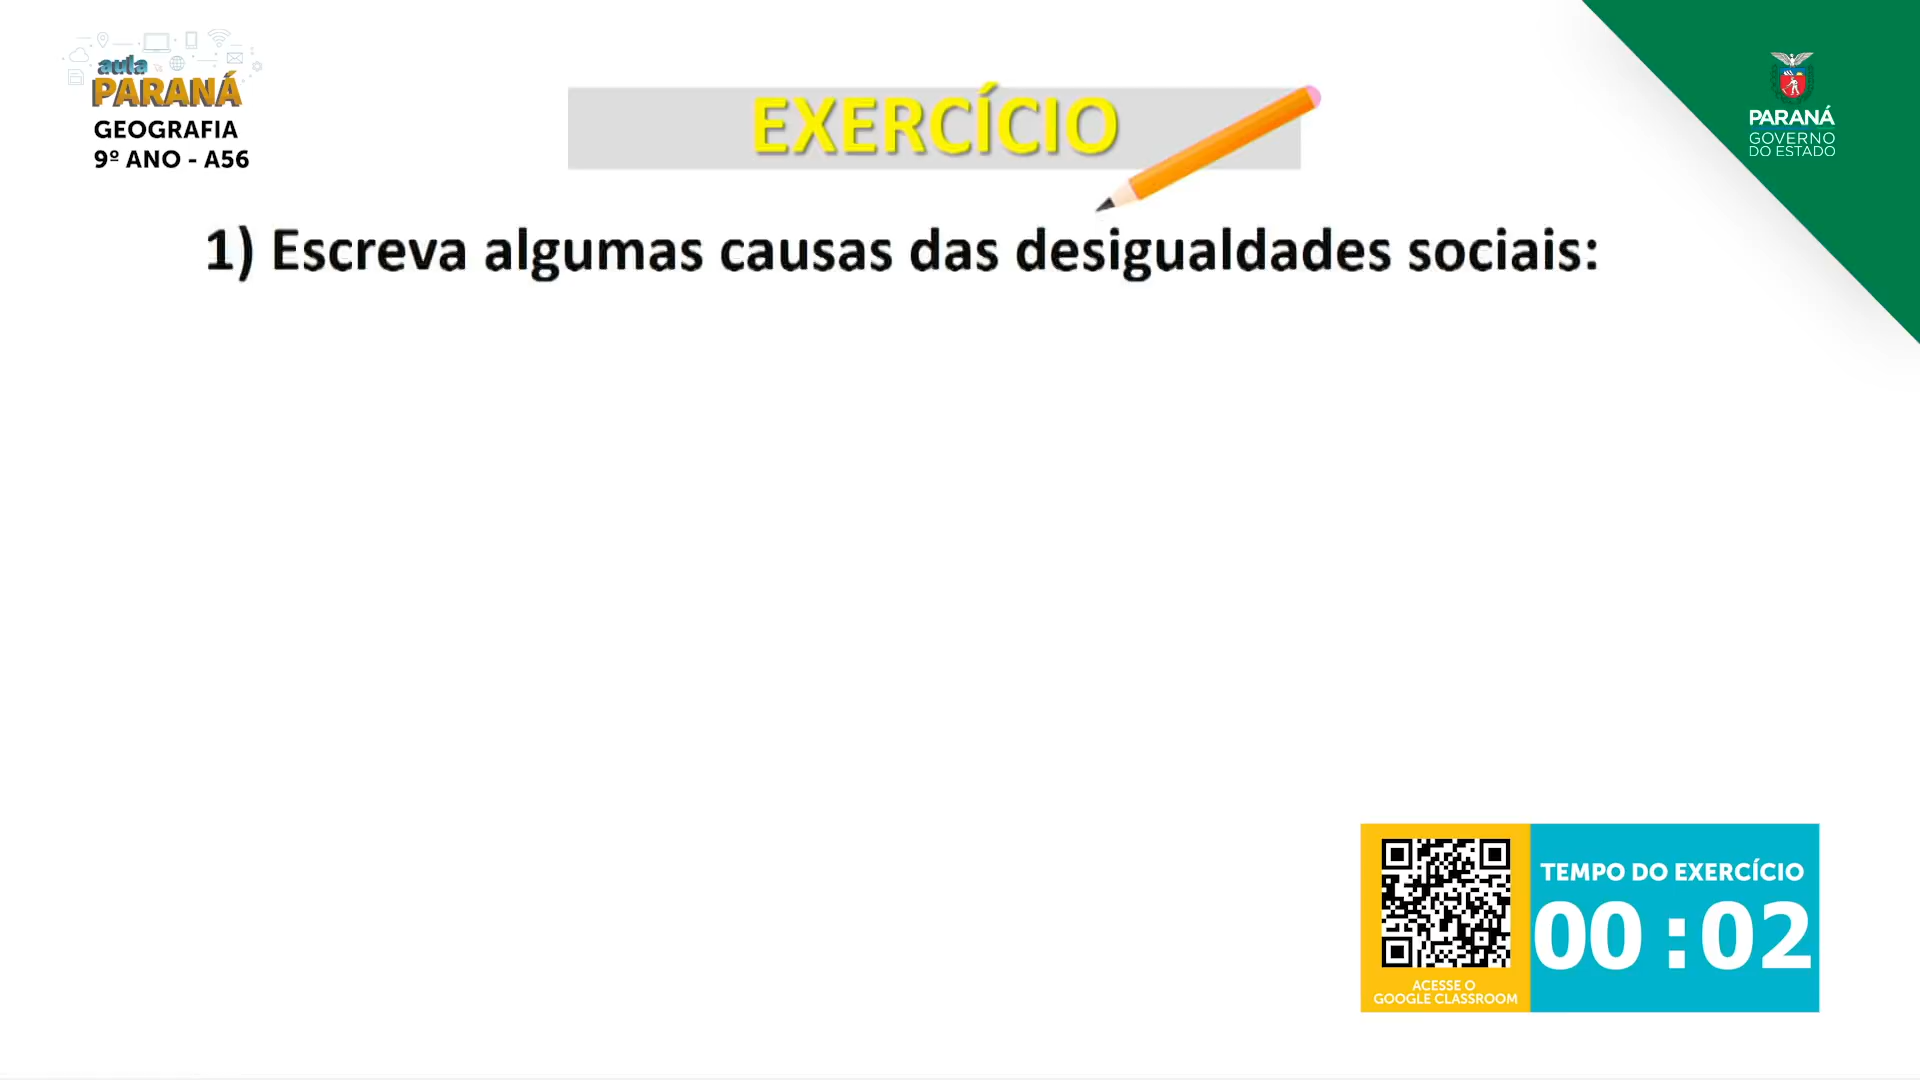 aula
PARANÁ
GEOGRAFIA
9º ANO - A56
EXERCÍCIO
PARANÁ
GOVERNO
DO ESTADO
1) Escreva algumas causas das desigualdades sociais:
TEMPO DO EXERCÍCIO
00 : 02
ACESSE O
GOOGLE CLASSROOM